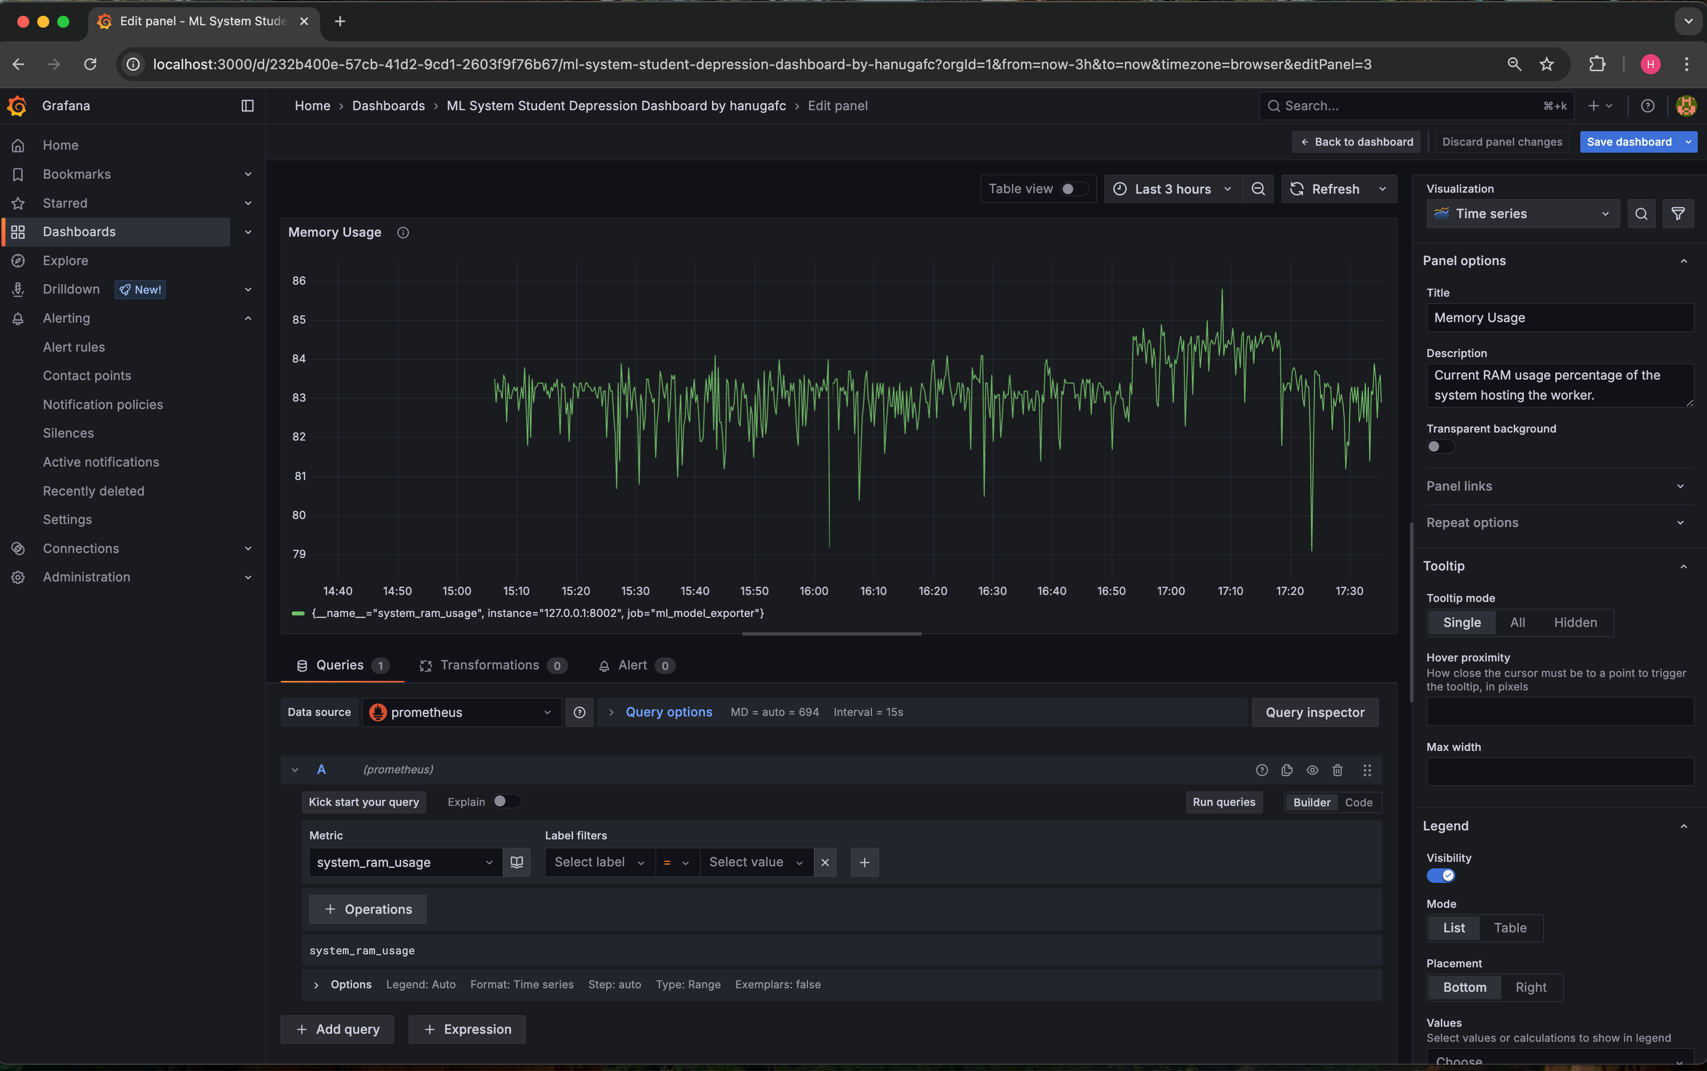 Edit panel - ML System Stude
localhost:3000/d/232b400e-57cb-41d2-9cd1-2603f9f76b67/ml-system-student-depression-dashboard-by-hanugafc?orgId=1&from=now-3h&to=now&timezone=browser&editPanel=3
H
Grafana
Home › Dashboards › ML System Student Depression Dashboard by hanugafc › Edit panel
Search...
⌘+k
Back to dashboard
Discard panel changes
Save dashboard
Home
Bookmarks
Starred
Dashboards
Explore
Drilldown
New!
Alerting
Alert rules
Contact points
Notification policies
Silences
Active notifications
Recently deleted
Settings
Connections
Administration
Table view
Last 3 hours
Refresh
Memory Usage
86
85
84
83
82
81
80
79
14:40 14:50 15:00 15:10 15:20 15:30 15:40 15:50 16:00 16:10 16:20 16:30 16:40 16:50 17:00 17:10 17:20 17:30
{__name__="system_ram_usage", instance="127.0.0.1:8002", job="ml_model_exporter"}
Queries 1
Transformations 0
Alert 0
Data source
prometheus
Query options
MD = auto = 694
Interval = 15s
Query inspector
A
(prometheus)
Kick start your query
Explain
Run queries
Builder
Code
Metric
Label filters
system_ram_usage
Select label
=
Select value
+ Operations
system_ram_usage
Options Legend: Auto Format: Time series Step: auto Type: Range Exemplars: false
+ Add query
+ Expression
Visualization
Time series
Panel options
Title
Memory Usage
Description
Current RAM usage percentage of the
system hosting the worker.
Transparent background
Panel links
Repeat options
Tooltip
Tooltip mode
Single All Hidden
Hover proximity
How close the cursor must be to a point to trigger
the tooltip, in pixels
Max width
Legend
Visibility
Mode
List Table
Placement
Bottom Right
Values
Select values or calculations to show in legend
Choose